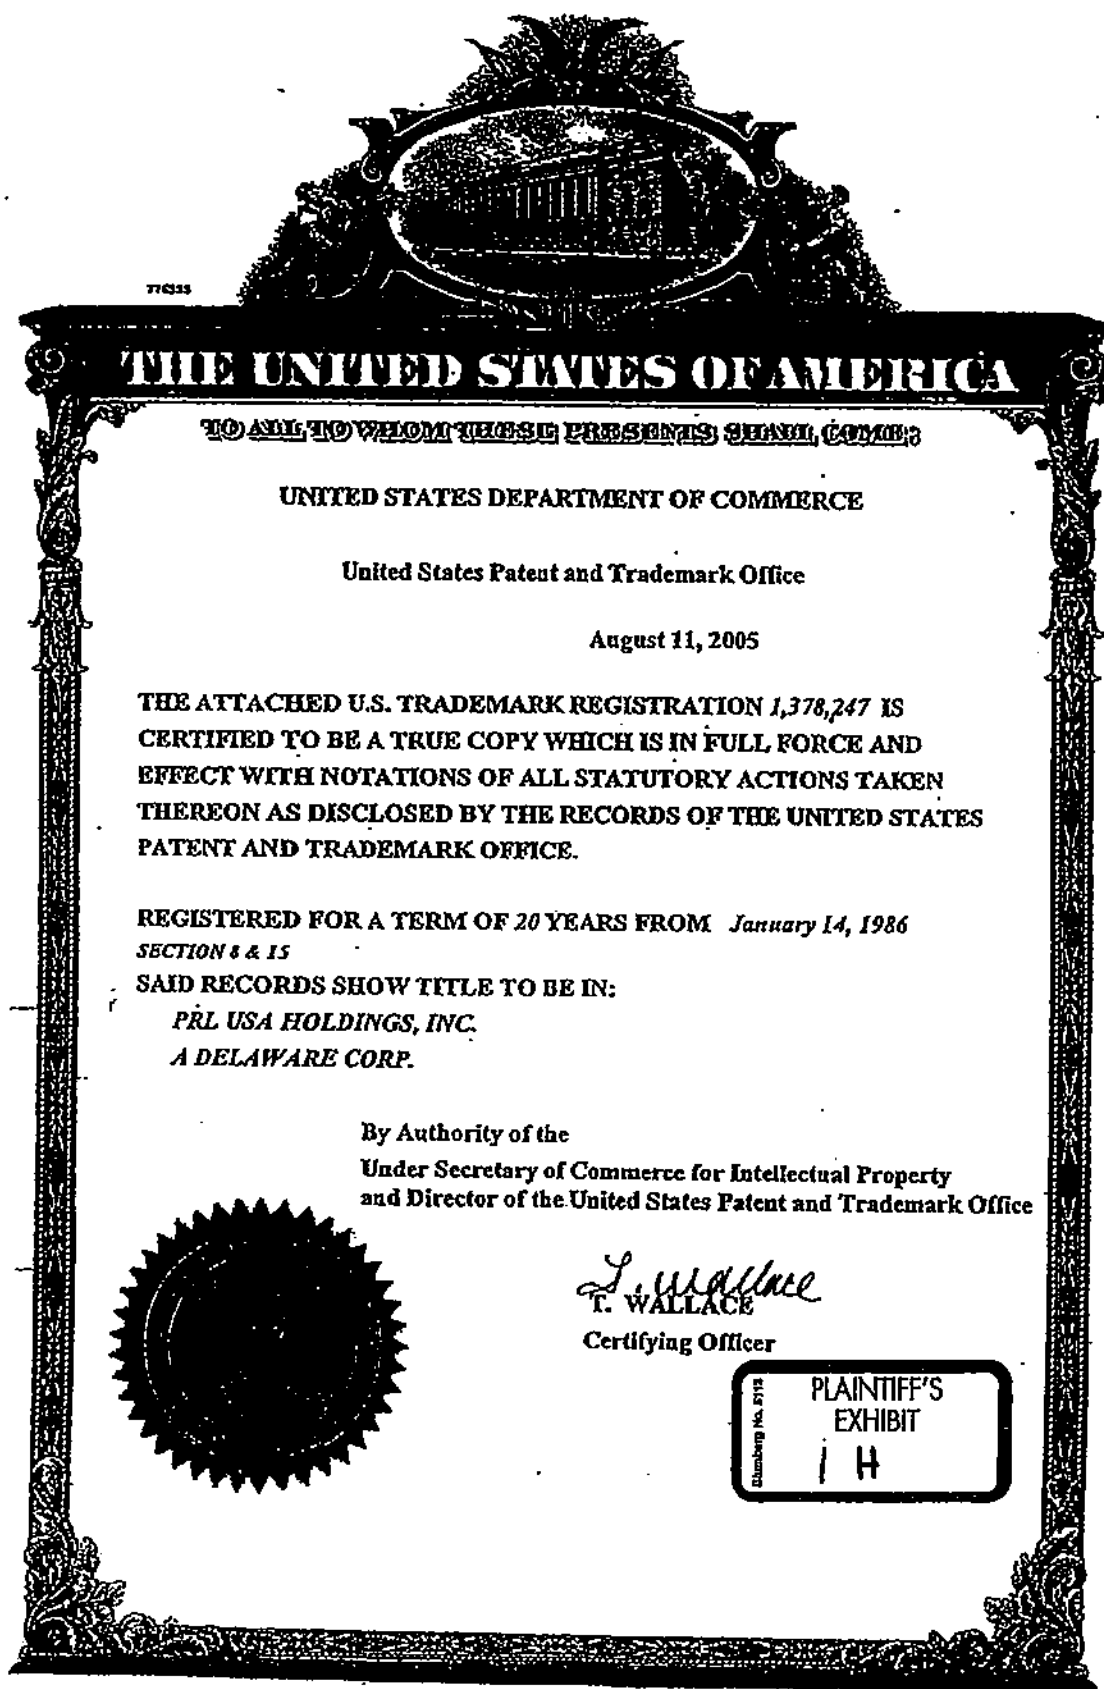 THE UNITED STATES OF AMERICA
TO ALL TO WHOM THESE PRESENTS SHALL COME:
UNITED STATES DEPARTMENT OF COMMERCE
United States Patent and Trademark Office
August 11, 2005
THE ATTACHED U.S. TRADEMARK REGISTRATION 1,378,247 IS
CERTIFIED TO BE A TRUE COPY WHICH IS IN FULL FORCE AND
EFFECT WITH NOTATIONS OF ALL STATUTORY ACTIONS TAKEN
THEREON AS DISCLOSED BY THE RECORDS OF THE UNITED STATES
PATENT AND TRADEMARK OFFICE.
REGISTERED FOR A TERM OF 20 YEARS FROM January 14, 1986
SECTION 8 & 15
SAID RECORDS SHOW TITLE TO BE IN:
PRL USA HOLDINGS, INC.
A DELAWARE CORP.
By Authority of the
Under Secretary of Commerce for Intellectual Property
and Director of the United States Patent and Trademark Office
T. Wallace
T. WALLACE
Certifying Officer
Blumberg No. 5113
PLAINTIFF'S
EXHIBIT
1 H